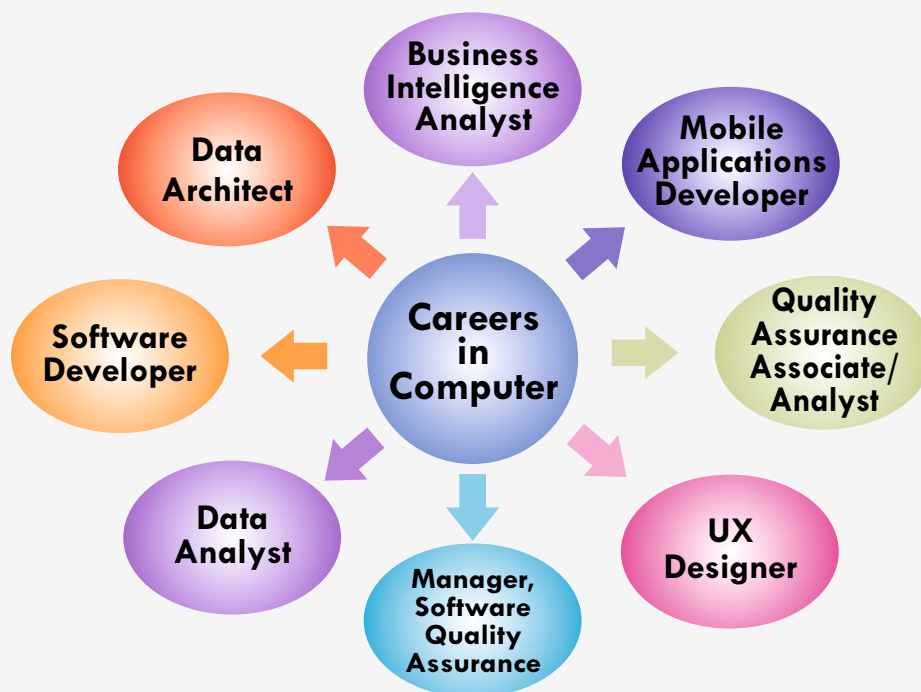 Business
Intelligence
Analyst
Data
Architect
Mobile
Applications
Developer
Careers
in
Computer
Software
Developer
Quality
Assurance
Associate/
Analyst
Data
Analyst
UX
Designer
Manager,
Software
Quality
Assurance